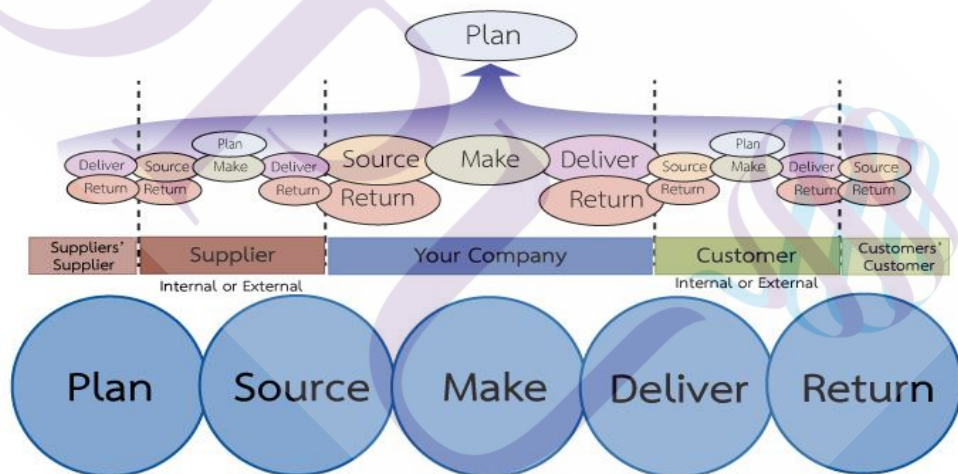 Plan
Plan
Plan
Deliver
Source
Make
Deliver
Source
Make
Deliver
Source
Make
Deliver
Source
Return
Return
Return
Return
Return
Return
Return
Return
Suppliers'
Supplier
Supplier
Your Company
Customer
Customers'
Customer
Internal or External
Internal or External
Plan
Source
Make
Deliver
Return